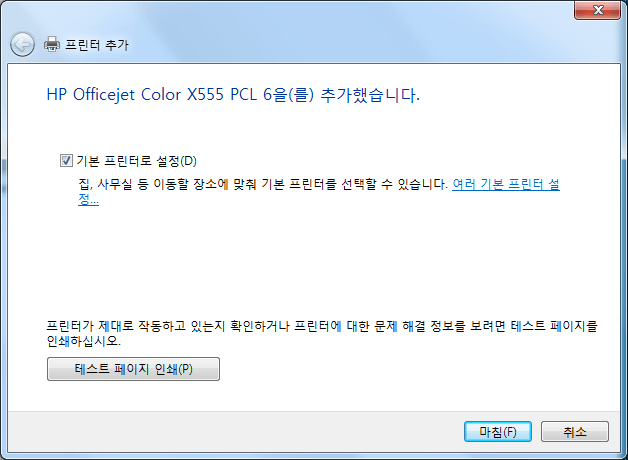 프린터 추가
HP Officejet Color X555 PCL 6을(를) 추가했습니다.
기본 프린터로 설정(D)
집, 사무실 등 이동할 장소에 맞춰 기본 프린터를 선택할 수 있습니다. 여러 기본 프린터 설
정...
프린터가 제대로 작동하고 있는지 확인하거나 프린터에 대한 문제 해결 정보를 보려면 테스트 페이지를
인쇄하십시오.
테스트 페이지 인쇄(P)
마침(F)
취소